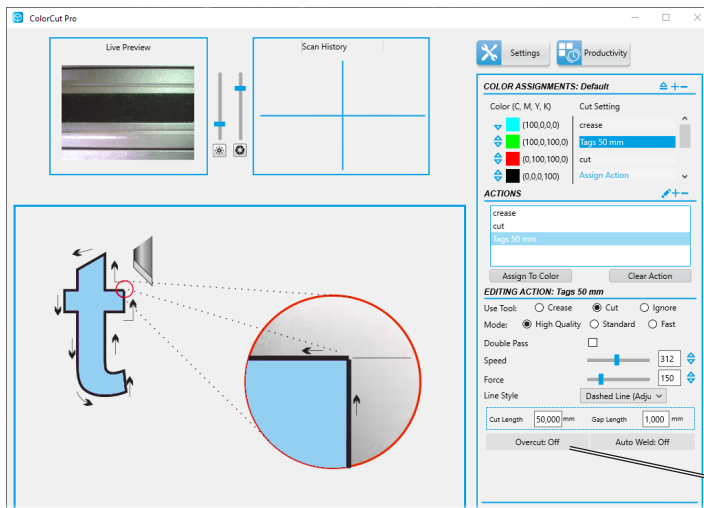 ColorCut Pro
Live Preview
Scan History
Settings
Productivity
COLOR ASSIGNMENTS: Default
Color (C, M, Y, K) Cut Setting
(100,0,0,0) crease
(100,0,100,0) Tags 50 mm
(0,100,100,0) cut
(0,0,0,100) Assign Action
ACTIONS
crease
cut
Tags 50 mm
Assign To Color Clear Action
EDITING ACTION: Tags 50 mm
Use Tool: Crease Cut Ignore
Mode: High Quality Standard Fast
Double Pass
Speed 312
Force 150
Line Style Dashed Line (Adju
Cut Length 50,000 mm Gap Length 1,000 mm
Overcut: Off Auto Weld: Off
t